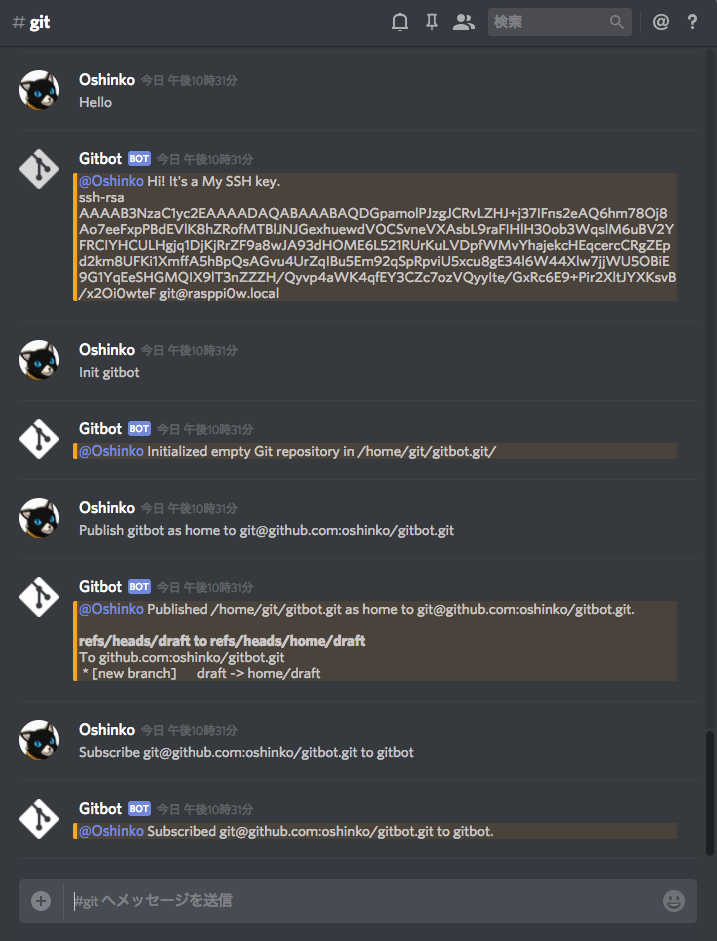 # git
検索
@
?
Oshinko 今日 午後10時31分
Hello
Gitbot BOT 今日 午後10時31分
@Oshinko Hi! It's a My SSH key.
ssh-rsa
AAAAB3NzaC1yc2EAAAADAQABAAABAQDGpamolPJzgJCRvLZHJ+j37IFns2eAQ6hm78Oj8
Ao7eeFxpPBdEVlK8hZRofMTBlJNJGexhuewdVOCSvneVXAsbL9raFIHlH30ob3WqslM6uBV2Y
FRClYHCULHgjq1DjKjRrZF9a8wJA93dHOME6L521RUrKuLVDpfWMvYhajekcHEqcercCRgZEp
d2km8UFKi1XmffA5hBpQsAGvu4UrZqIBu5Em92qSpRpviU5xcu8gE34l6W44Xlw7jjWU5OBiE
9G1YqEeSHGMQIX9lT3nZZZH/Qyvp4aWK4qfEY3CZc7ozVQyyIte/GxRc6E9+Pir2XltJYXKsvB
/x2Oi0wteF git@rasppi0w.local
Oshinko 今日 午後10時31分
Init gitbot
Gitbot BOT 今日 午後10時31分
@Oshinko Initialized empty Git repository in /home/git/gitbot.git/
Oshinko 今日 午後10時31分
Publish gitbot as home to git@github.com:oshinko/gitbot.git
Gitbot BOT 今日 午後10時31分
@Oshinko Published /home/git/gitbot.git as home to git@github.com:oshinko/gitbot.git.
refs/heads/draft to refs/heads/home/draft
To github.com:oshinko/gitbot.git
* [new branch] draft -> home/draft
Oshinko 今日 午後10時31分
Subscribe git@github.com:oshinko/gitbot.git to gitbot
Gitbot BOT 今日 午後10時31分
@Oshinko Subscribed git@github.com:oshinko/gitbot.git to gitbot.
#git へメッセージを送信